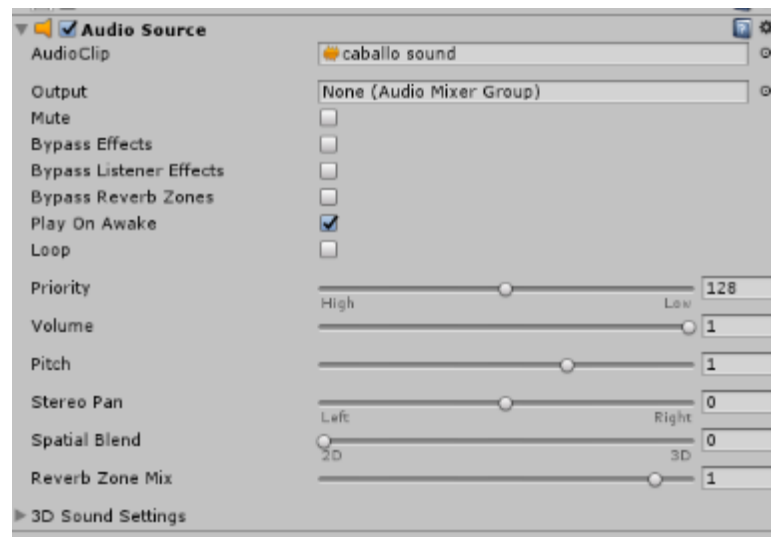 Audio Source
AudioClip caballo sound
Output None (Audio Mixer Group)
Mute
Bypass Effects
Bypass Listener Effects
Bypass Reverb Zones
Play On Awake
Loop
Priority 128
High Low
Volume 1
Pitch 1
Stereo Pan 0
Left Right
Spatial Blend 0
2D 3D
Reverb Zone Mix 1
3D Sound Settings